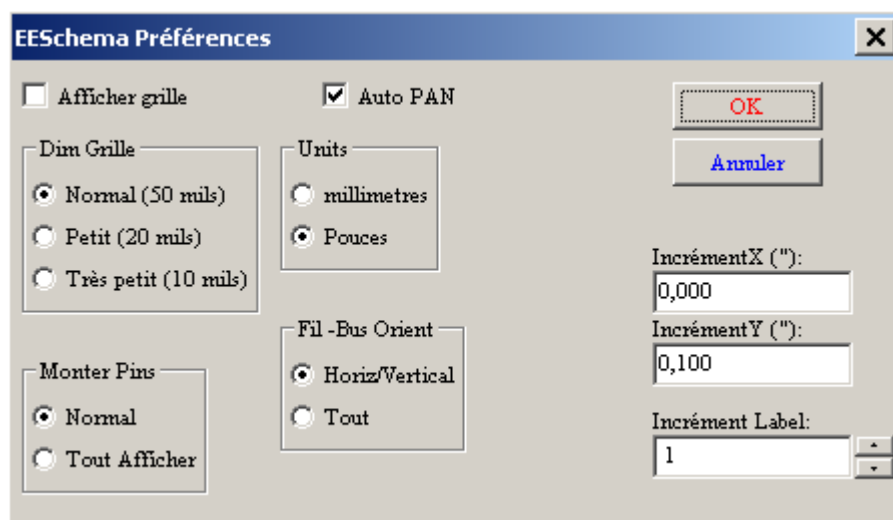 EESchema Préférences
Afficher grille
Auto PAN
OK
Annuler
Dim Grille
Normal (50 mils)
Petit (20 mils)
Très petit (10 mils)
Units
millimetres
Pouces
IncrémentX ("):
0,000
IncrémentY ("):
0,100
Fil -Bus Orient
Horiz/Vertical
Tout
Monter Pins
Normal
Tout Afficher
Incrément Label:
1